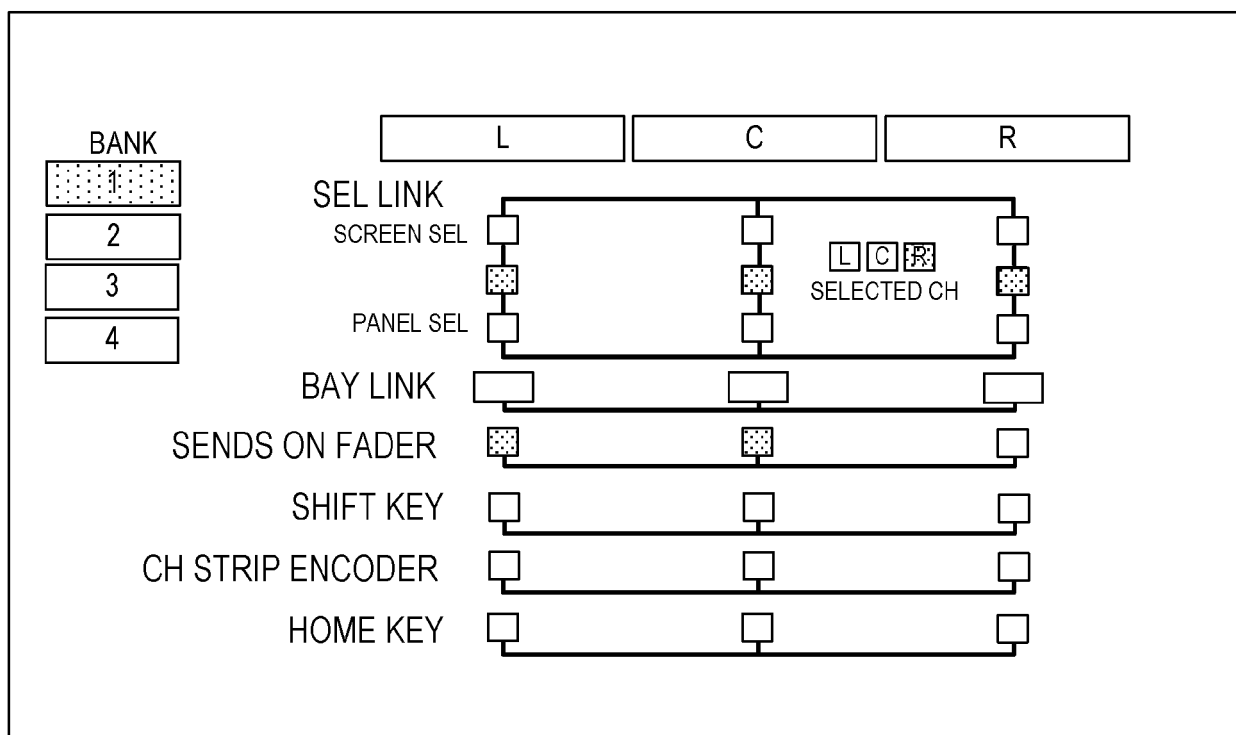 BANK
1
2
3
4
L C R
SEL LINK
SCREEN SEL
L C R
SELECTED CH
PANEL SEL
BAY LINK
SENDS ON FADER
SHIFT KEY
CH STRIP ENCODER
HOME KEY